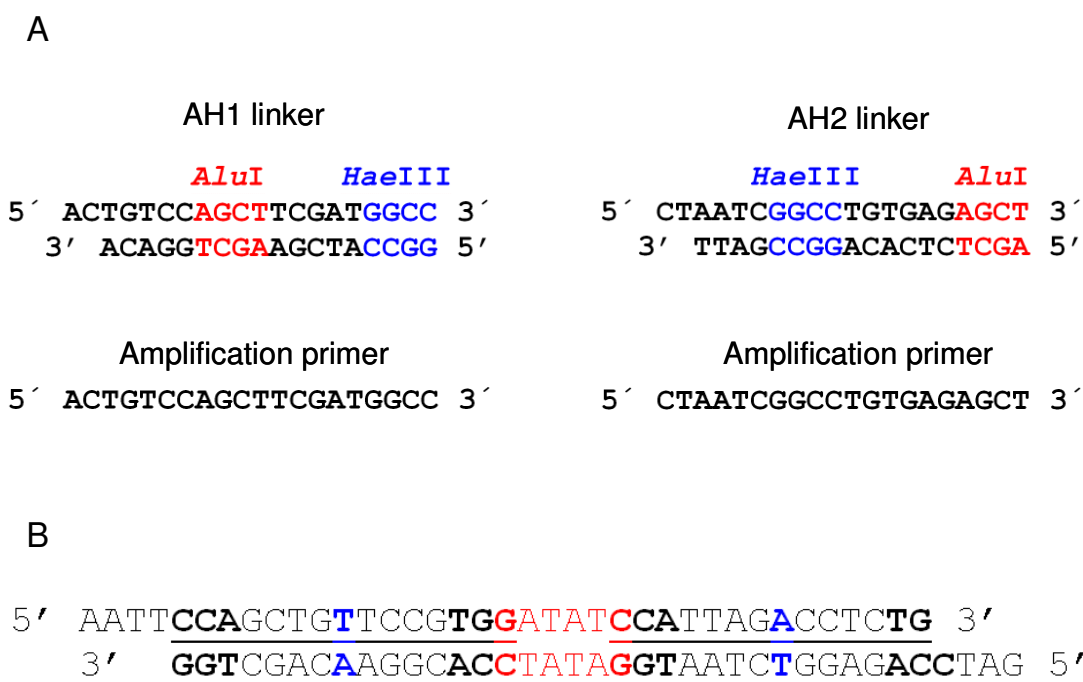 A
AH1 linker
AH2 linker
AluI HaeIII
HaeIII AluI
5´ ACTGTCCAGCTTCGATGGCC 3´
5´ CTAATCGGCCTGTGAGAGCT 3´
3′ ACAGGTCGAAGCTACCGG 5′
3′ TTAGCCGGACACTCTCGA 5′
Amplification primer
Amplification primer
5´ ACTGTCCAGCTTCGATGGCC 3´
5´ CTAATCGGCCTGTGAGAGCT 3´
B
5′ AATTCCAGCTGTTCCGTGGATATCCATTAGACCTCTG 3′
3′ GGTCGACAAGGCACCTATAGGTAATCTGGAGACCTAG 5′